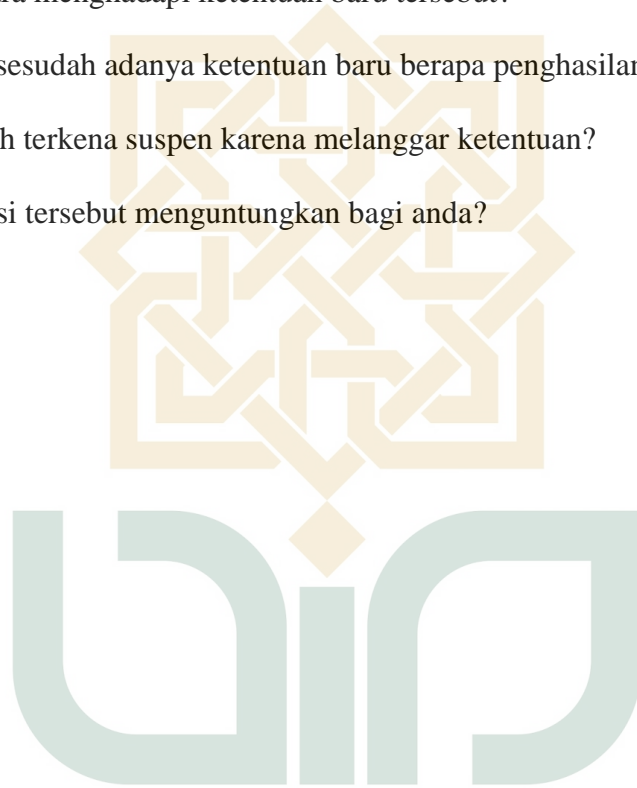 menghadapi ketentuan baru tersebut?
sesudah adanya ketentuan baru berapa penghasilan
h terkena suspen karena melanggar ketentuan?
si tersebut menguntungkan bagi anda?